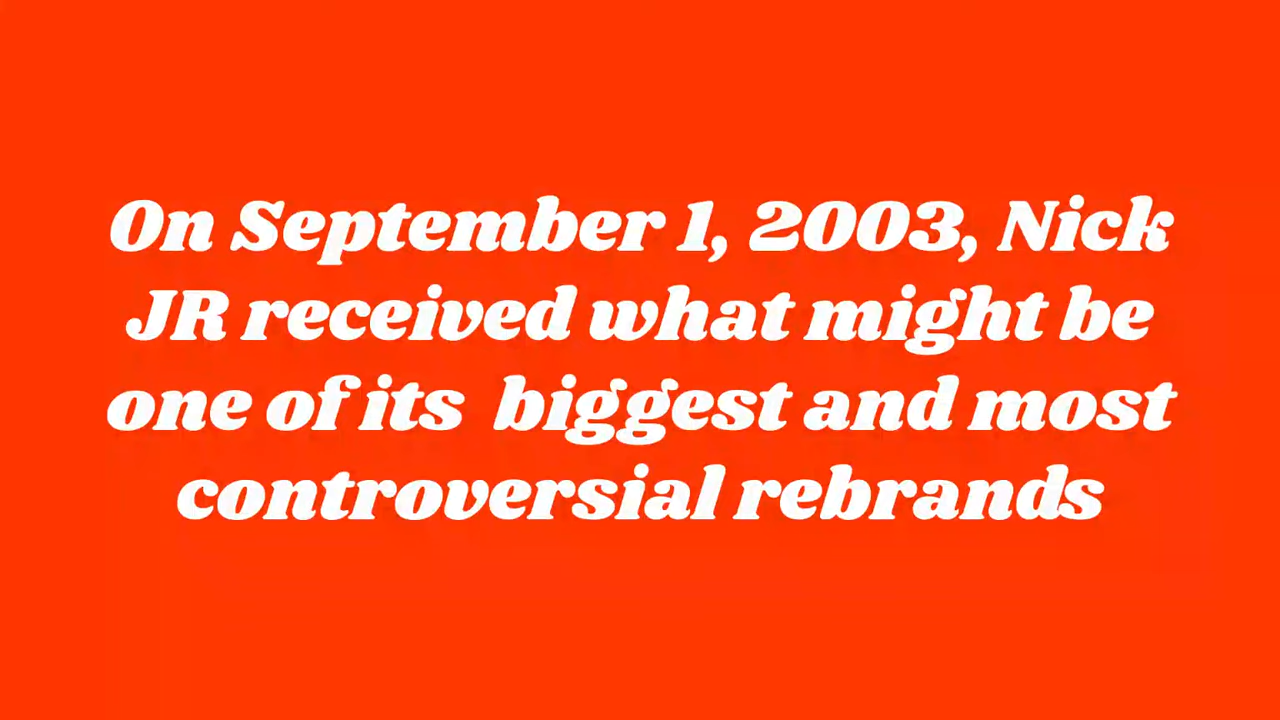 On September 1, 2003, Nick
JR received what might be
one of its  biggest and most
controversial rebrands